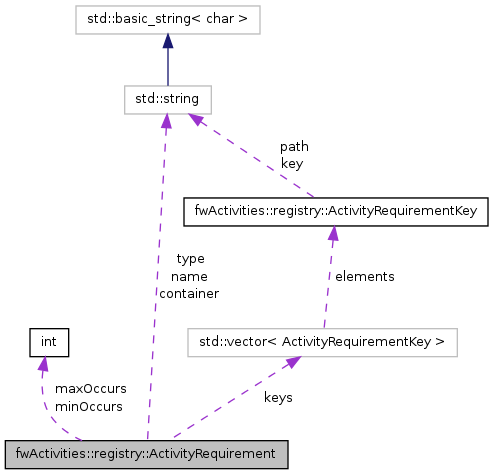 std::basic_string< char >
std::string
path
key
fwActivities::registry::ActivityRequirementKey
type
name
container
elements
int
std::vector< ActivityRequirementKey >
maxOccurs
minOccurs
keys
fwActivities::registry::ActivityRequirement